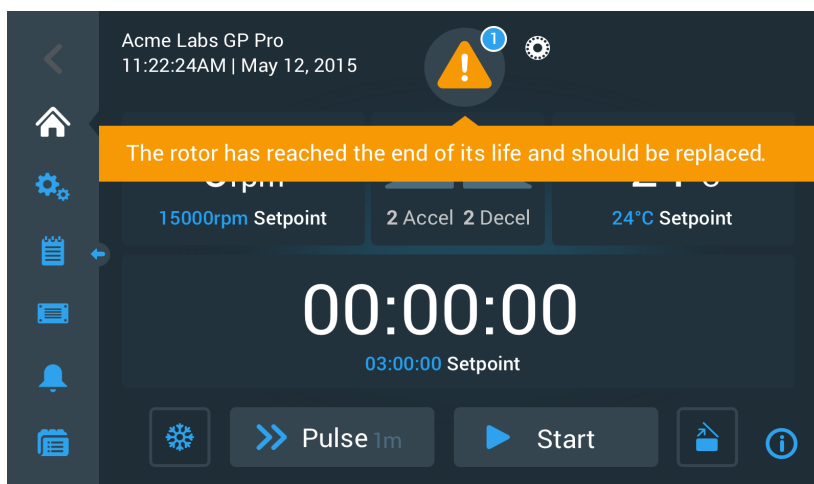 Acme Labs GP Pro
1
11:22:24AM | May 12, 2015
The rotor has reached the end of its life and should be replaced.
rpm
15000rpm Setpoint
2 Accel 2 Decel
24°C Setpoint
00:00:00
03:00:00 Setpoint
Pulse 1m
Start